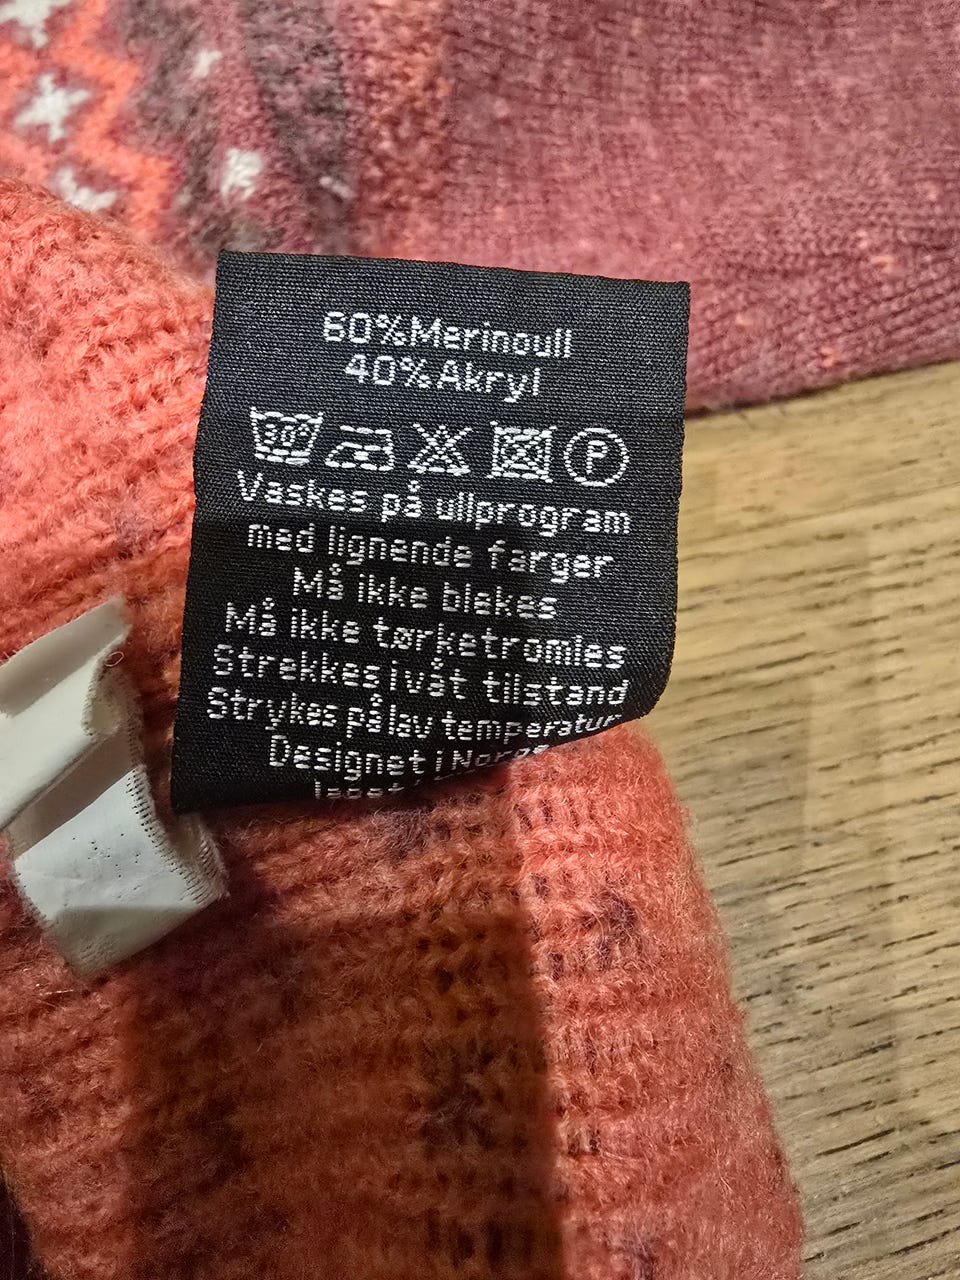 60%Merinoull
40%Akryl
30° P
Vaskes på ullprogram
med lignende farger
Må ikke blekes
Må ikke tørketromles
Strekkes i våt tilstand
Strykes på lav temperatur
Designet i Norge